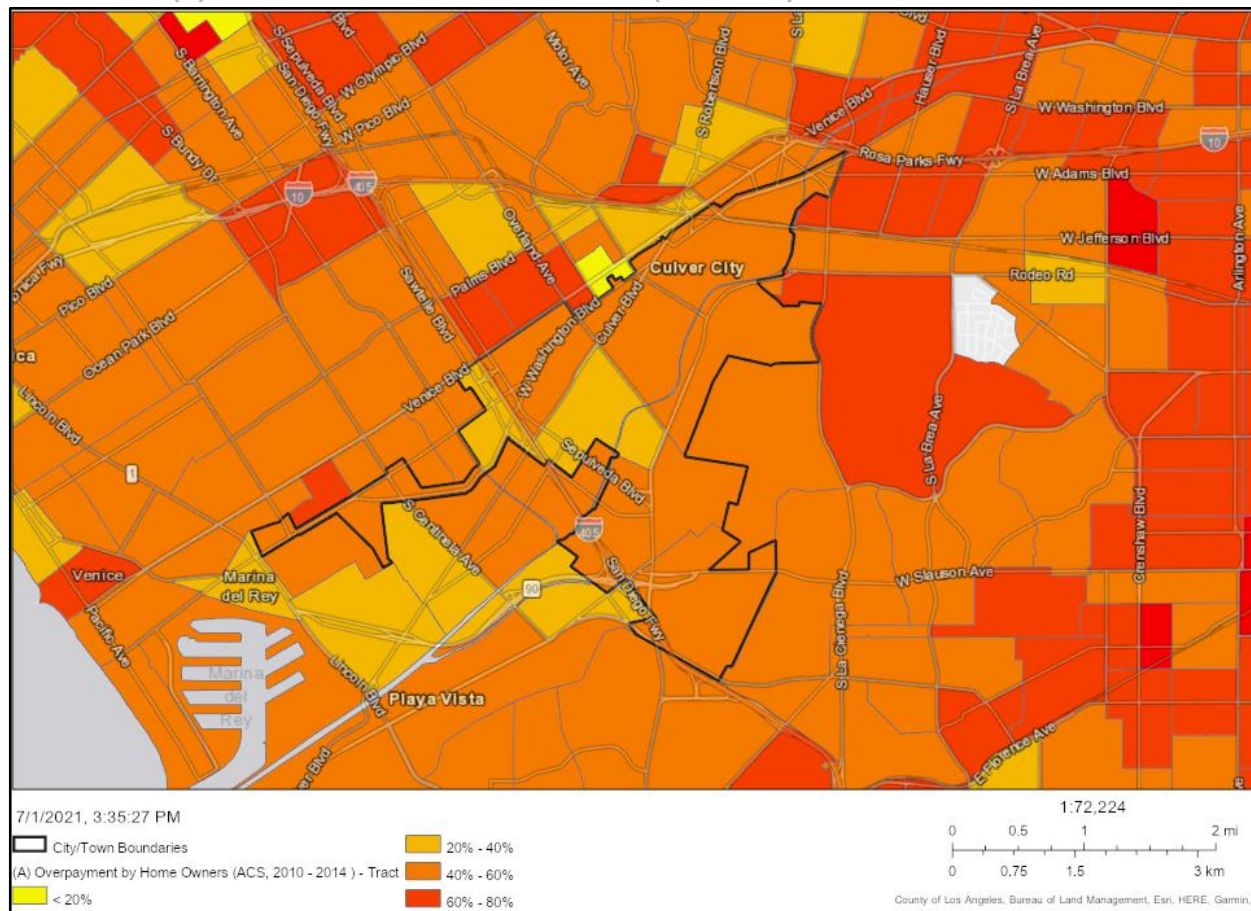 S Sepulveda Blvd
San Diego Fwy
W Olympic Blvd
W Pico Blvd
S Barrington Ave
S Bundy Dr
Motor Ave
S Robertson Blvd
Venice Blvd
Hauser Blvd
S La Brea Ave
W Washington Blvd
10
Rosa Parks Fwy
W Adams Blvd
405
10
Overland Ave
Palms Blvd
Sawtelle Blvd
W Jefferson Blvd
Arlington Ave
Culver City
Rodeo Rd
Pico Blvd
Ocean Park Blvd
W Washington Blvd
Culver Blvd
ica
Lincoln Blvd
Venice Blvd
S La Brea Ave
1
Sepulveda Blvd
S Centinela Ave
405
Crenshaw Blvd
Venice
Marina
del Rey
90
San Diego Fwy
W Slauson Ave
Pacific Ave
S La Cienega Blvd
Marina
del
Rey
Lincoln Blvd
Playa Vista
E Florence Ave
7/1/2021, 3:35:27 PM
City/Town Boundaries
(A) Overpayment by Home Owners (ACS, 2010 - 2014 ) - Tract
< 20%
20% - 40%
40% - 60%
60% - 80%
1:72,224
0 0.5 1 2 mi
0 0.75 1.5 3 km
County of Los Angeles, Bureau of Land Management, Esri, HERE, Garmin,